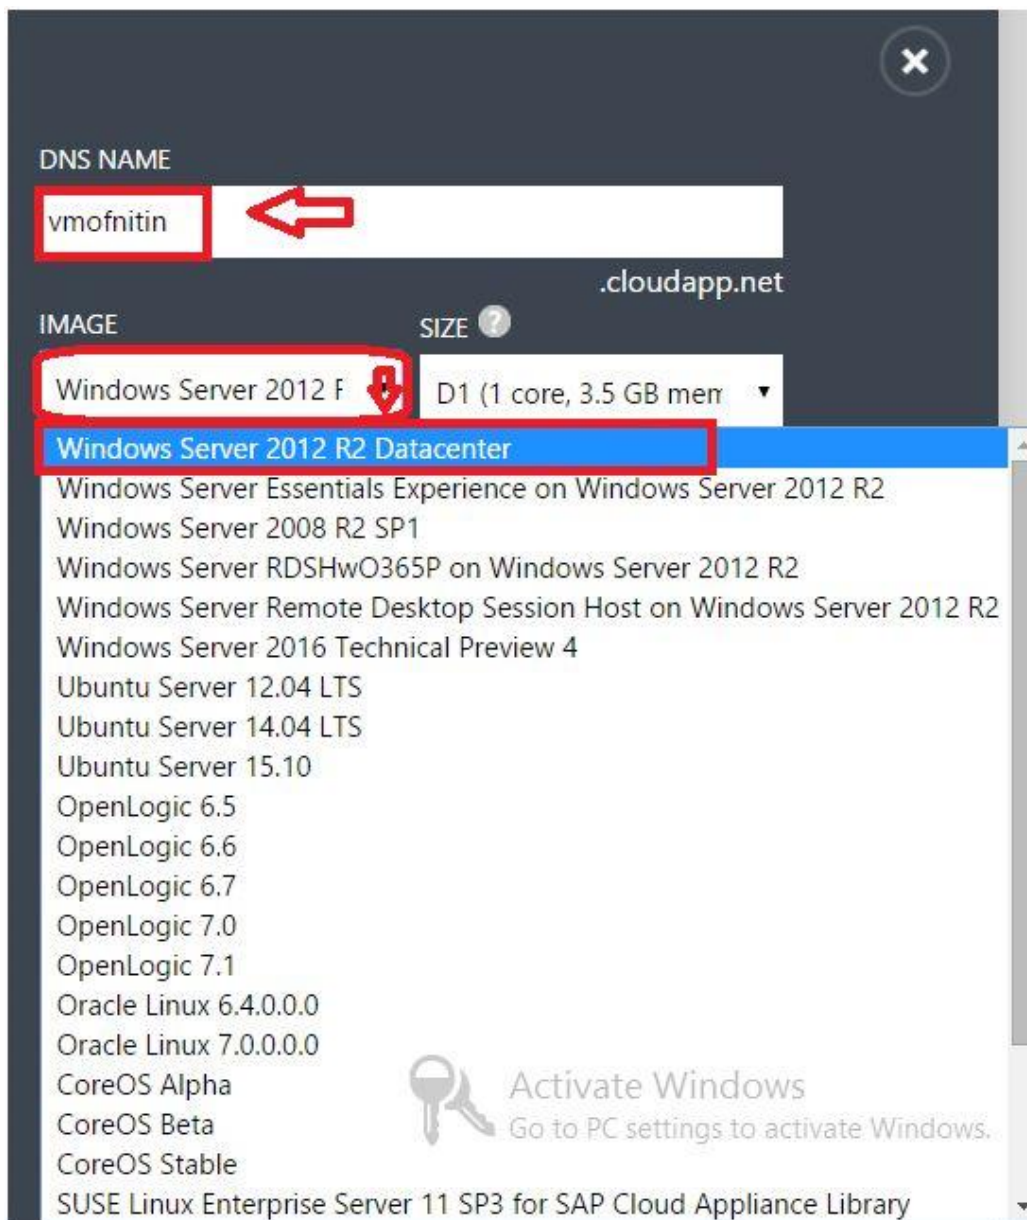 DNS NAME
vmofnitin
.cloudapp.net
IMAGE SIZE ?
Windows Server 2012 F D1 (1 core, 3.5 GB mem
Windows Server 2012 R2 Datacenter
Windows Server Essentials Experience on Windows Server 2012 R2
Windows Server 2008 R2 SP1
Windows Server RDSHwO365P on Windows Server 2012 R2
Windows Server Remote Desktop Session Host on Windows Server 2012 R2
Windows Server 2016 Technical Preview 4
Ubuntu Server 12.04 LTS
Ubuntu Server 14.04 LTS
Ubuntu Server 15.10
OpenLogic 6.5
OpenLogic 6.6
OpenLogic 6.7
OpenLogic 7.0
OpenLogic 7.1
Oracle Linux 6.4.0.0.0
Oracle Linux 7.0.0.0.0
CoreOS Alpha
Activate Windows
CoreOS Beta
Go to PC settings to activate Windows.
CoreOS Stable
SUSE Linux Enterprise Server 11 SP3 for SAP Cloud Appliance Library